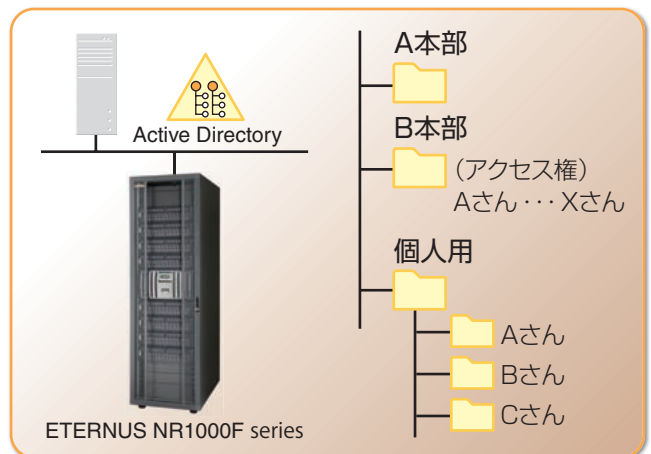 Active Directory
ETERNUS NR1000F series
A本部
B本部
(アクセス権)
Aさん・・・Xさん
個人用
Aさん
Bさん
Cさん